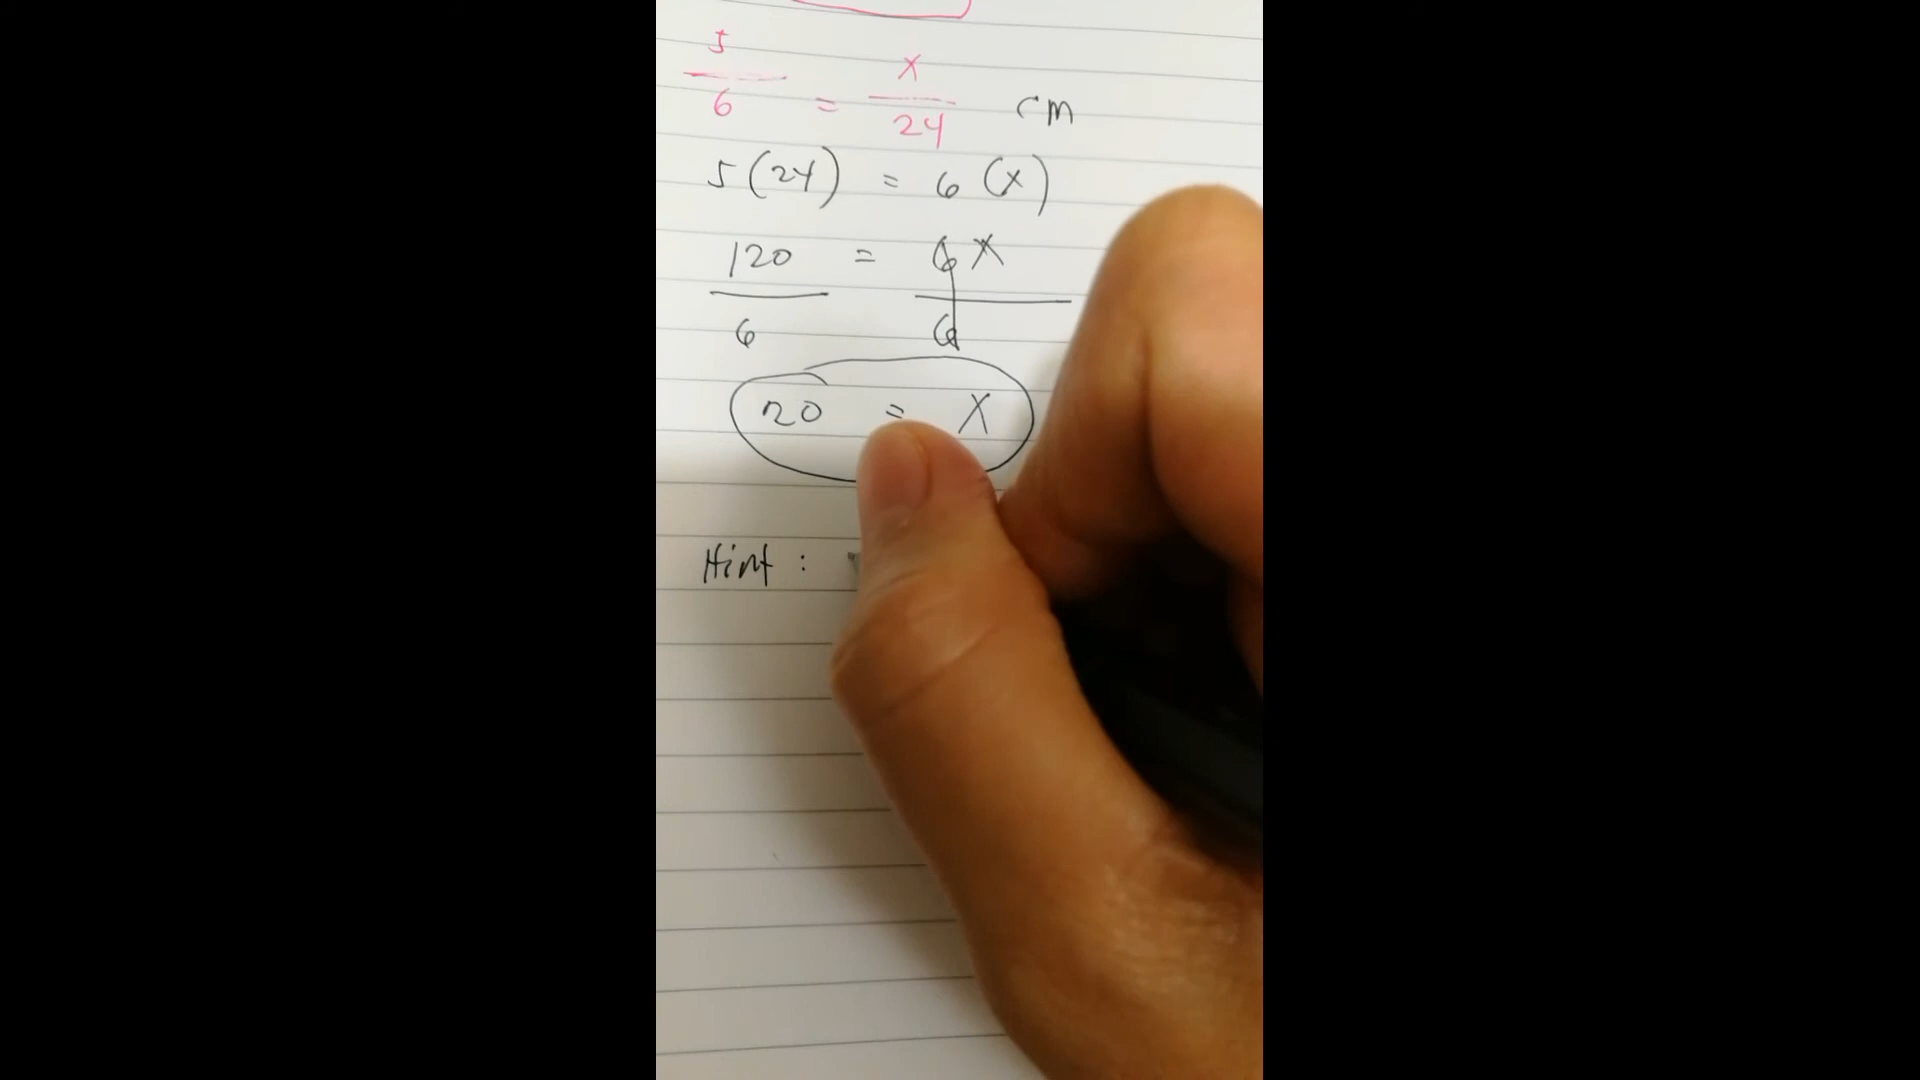 5/6 = x/24 cm
5(24) = 6(x)
120/6 = 6x/6
20 = x
Hint :